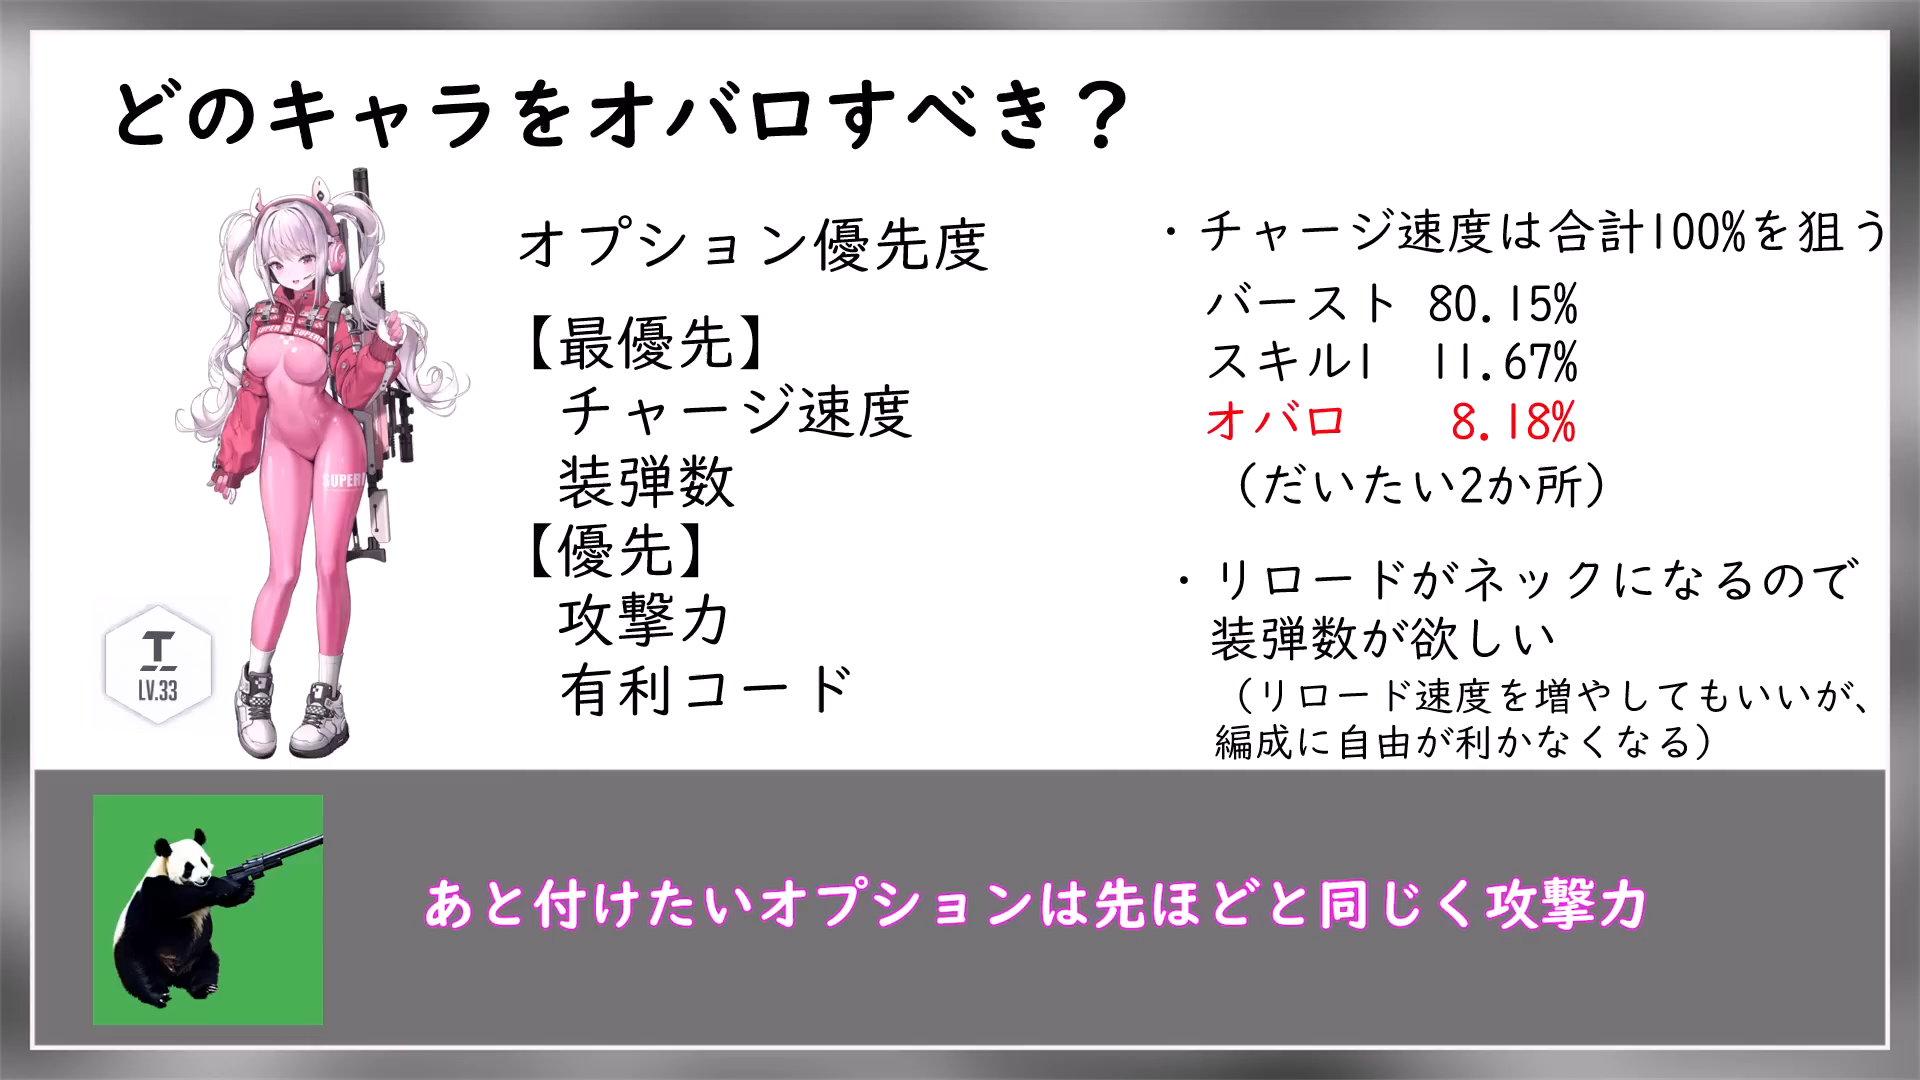 どのキャラをオバロすべき？
オプション優先度
【最優先】
チャージ速度
装弾数
【優先】
攻撃力
有利コード
・チャージ速度は合計100%を狙う
バースト 80.15%
スキル1 11.67%
オバロ 8.18%
（だいたい2か所）
・リロードがネックになるので
装弾数が欲しい
（リロード速度を増やしてもいいが、
編成に自由が利かなくなる）
SUPER
SUPER
SUPER
T
LV.33
あと付けたいオプションは先ほどと同じく攻撃力